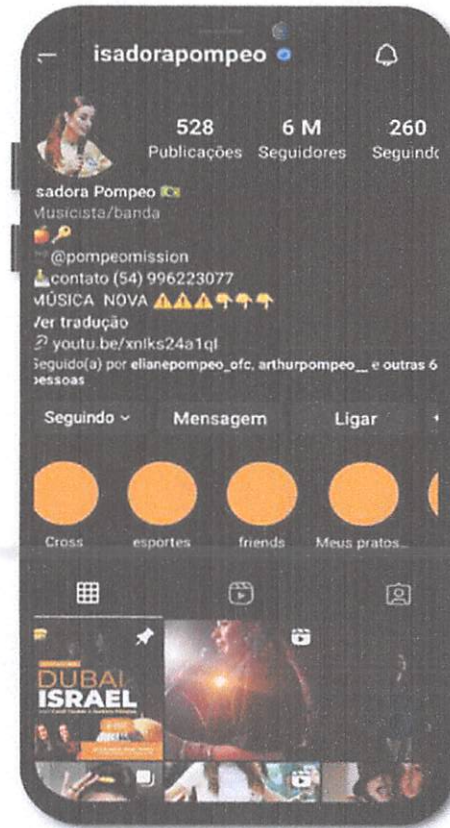 isadorapompeo
528 6 M 260
Publicações Seguidores Seguindo
sadora Pompeo
Musicista/banda
@pompeomission
contato (54) 996223077
MÚSICA NOVA
Ver tradução
youtu.be/xnlks24a1qI
Seguido(a) por elianepompeo_ofc, arthurpompeo__ e outras 6
pessoas
Seguindo Mensagem Ligar
Cross esportes friends Meus pratos...
DUBAI
ISRAEL